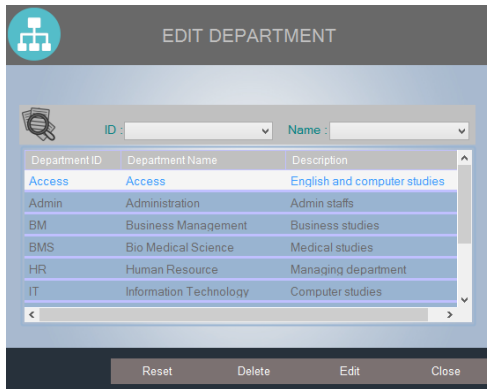 EDIT DEPARTMENT
ID : Name :
Department ID Department Name Description
Access Access English and computer studies
Admin Administration Admin staffs
BM Business Management Business studies
BMS Bio Medical Science Medical studies
HR Human Resource Managing department
IT Information Technology Computer studies
Reset Delete Edit Close